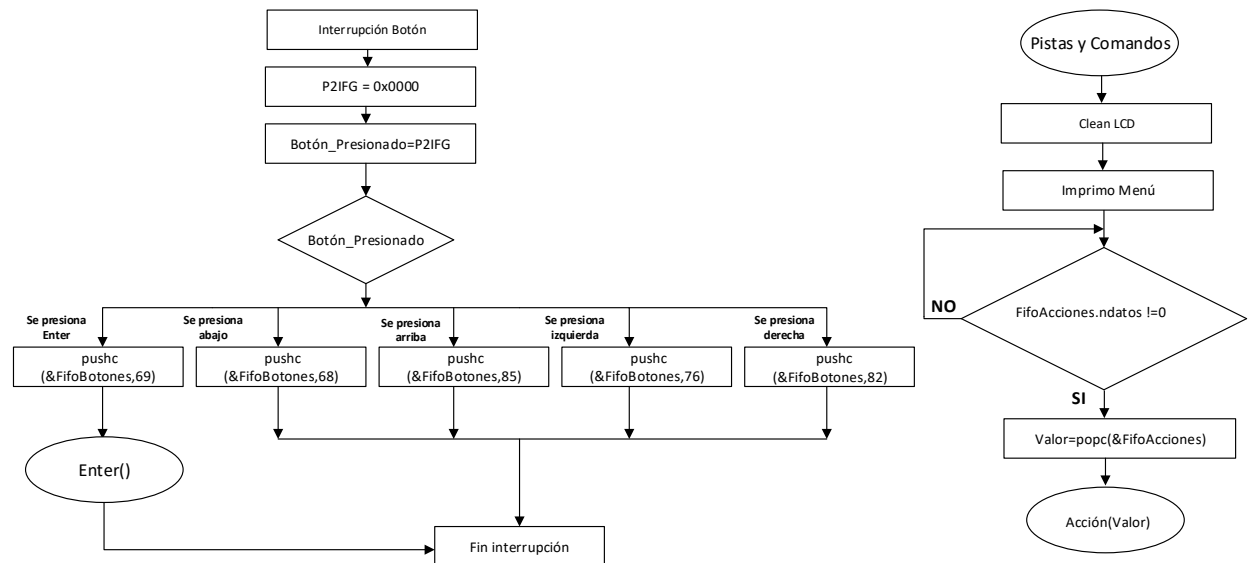 Interrupción Botón
P2IFG = 0x0000
Botón_Presionado=P2IFG
Botón_Presionado
Se presiona
Enter
Se presiona
abajo
Se presiona
arriba
Se presiona
izquierda
Se presiona
derecha
pushc
(&FifoBotones,69)
pushc
(&FifoBotones,68)
pushc
(&FifoBotones,85)
pushc
(&FifoBotones,76)
pushc
(&FifoBotones,82)
Enter()
Fin interrupción
Pistas y Comandos
Clean LCD
Imprimo Menú
FifoAcciones.ndatos !=0
NO
SI
Valor=popc(&FifoAcciones)
Acción(Valor)